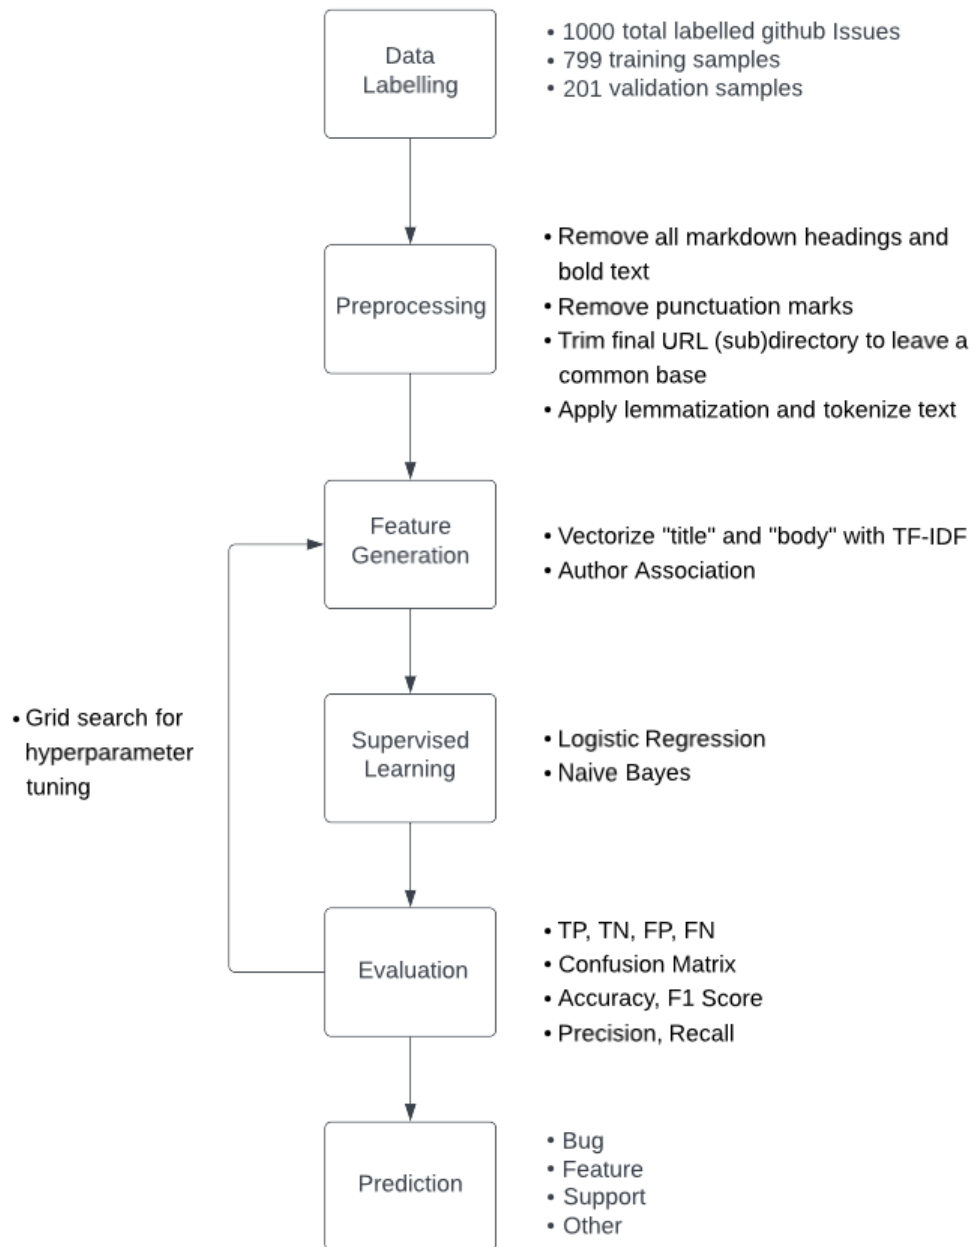 Data
Labelling
• 1000 total labelled github Issues
• 799 training samples
• 201 validation samples
Preprocessing
• Remove all markdown headings and
bold text
• Remove punctuation marks
• Trim final URL (sub)directory to leave a
common base
• Apply lemmatization and tokenize text
Feature
Generation
• Vectorize "title" and "body" with TF-IDF
• Author Association
• Grid search for
hyperparameter
tuning
Supervised
Learning
• Logistic Regression
• Naive Bayes
Evaluation
• TP, TN, FP, FN
• Confusion Matrix
• Accuracy, F1 Score
• Precision, Recall
Prediction
• Bug
• Feature
• Support
• Other